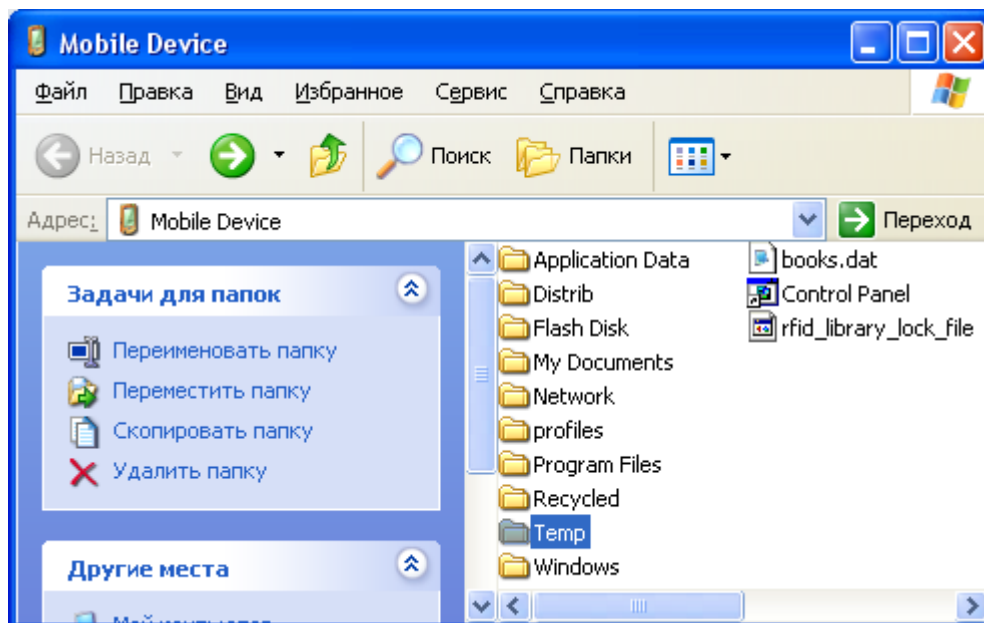 Mobile Device
Файл Правка Вид Избранное Сервис Справка
Назад Поиск Папки
Адрес: Mobile Device Переход
Задачи для папок
Переименовать папку
Переместить папку
Скопировать папку
Удалить папку
Другие места
Мой компьютер
Application Data
Distrib
Flash Disk
My Documents
Network
profiles
Program Files
Recycled
Temp
Windows
books.dat
Control Panel
rfid_library_lock_file